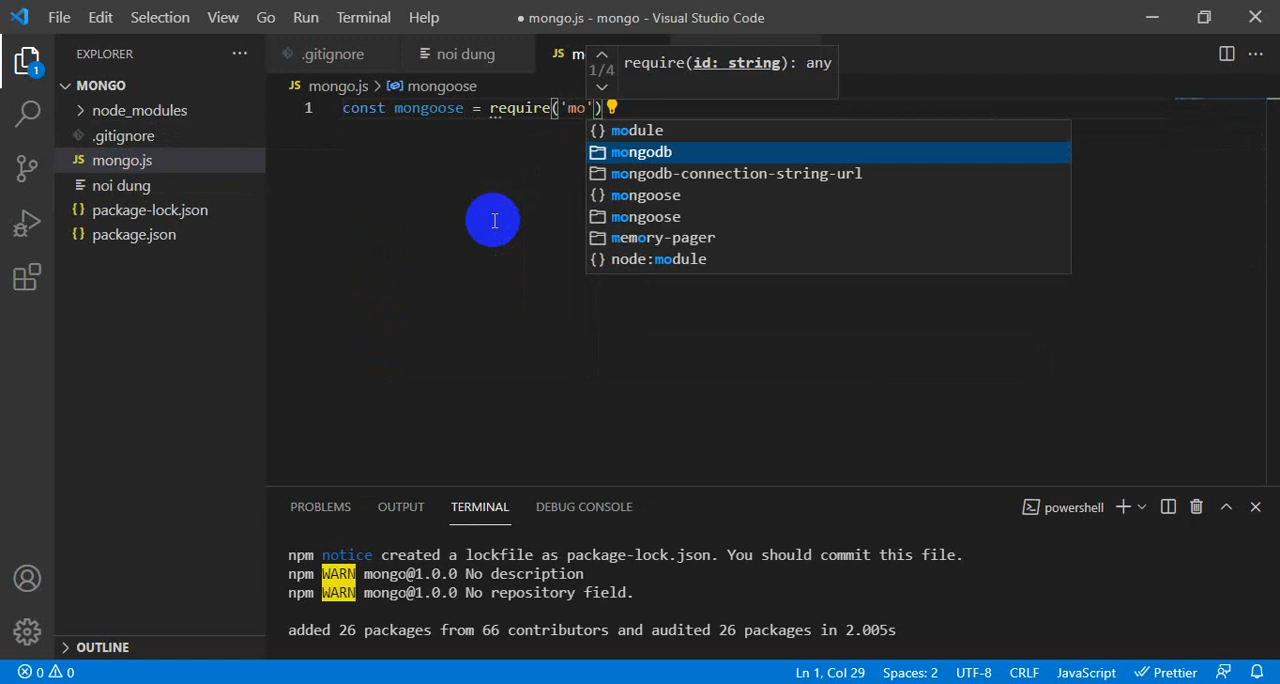 File Edit Selection View Go Run Terminal Help
● mongo.js - mongo - Visual Studio Code
EXPLORER ···
MONGO
node_modules
.gitignore
JS mongo.js
noi dung
{} package-lock.json
{} package.json
OUTLINE
1
.gitignore
noi dung
JS m
JS mongo.js > mongoose
1/4
require(id: string): any
1 const mongoose = require('mo')
{} module
mongodb
mongodb-connection-string-url
{} mongoose
mongoose
memory-pager
{} node:module
PROBLEMS OUTPUT TERMINAL DEBUG CONSOLE
powershell
npm notice created a lockfile as package-lock.json. You should commit this file.
npm WARN mongo@1.0.0 No description
npm WARN mongo@1.0.0 No repository field.
added 26 packages from 66 contributors and audited 26 packages in 2.005s
0 0
Ln 1, Col 29 Spaces: 2 UTF-8 CRLF JavaScript Prettier